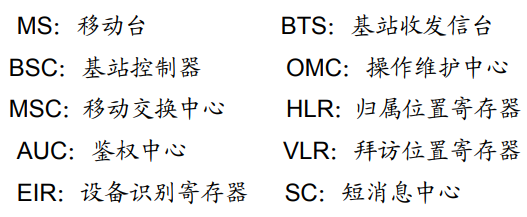 MS：移动台 BTS：基站收发信台
BSC：基站控制器 OMC：操作维护中心
MSC：移动交换中心 HLR：归属位置寄存器
AUC：鉴权中心 VLR：拜访位置寄存器
EIR：设备识别寄存器 SC：短消息中心